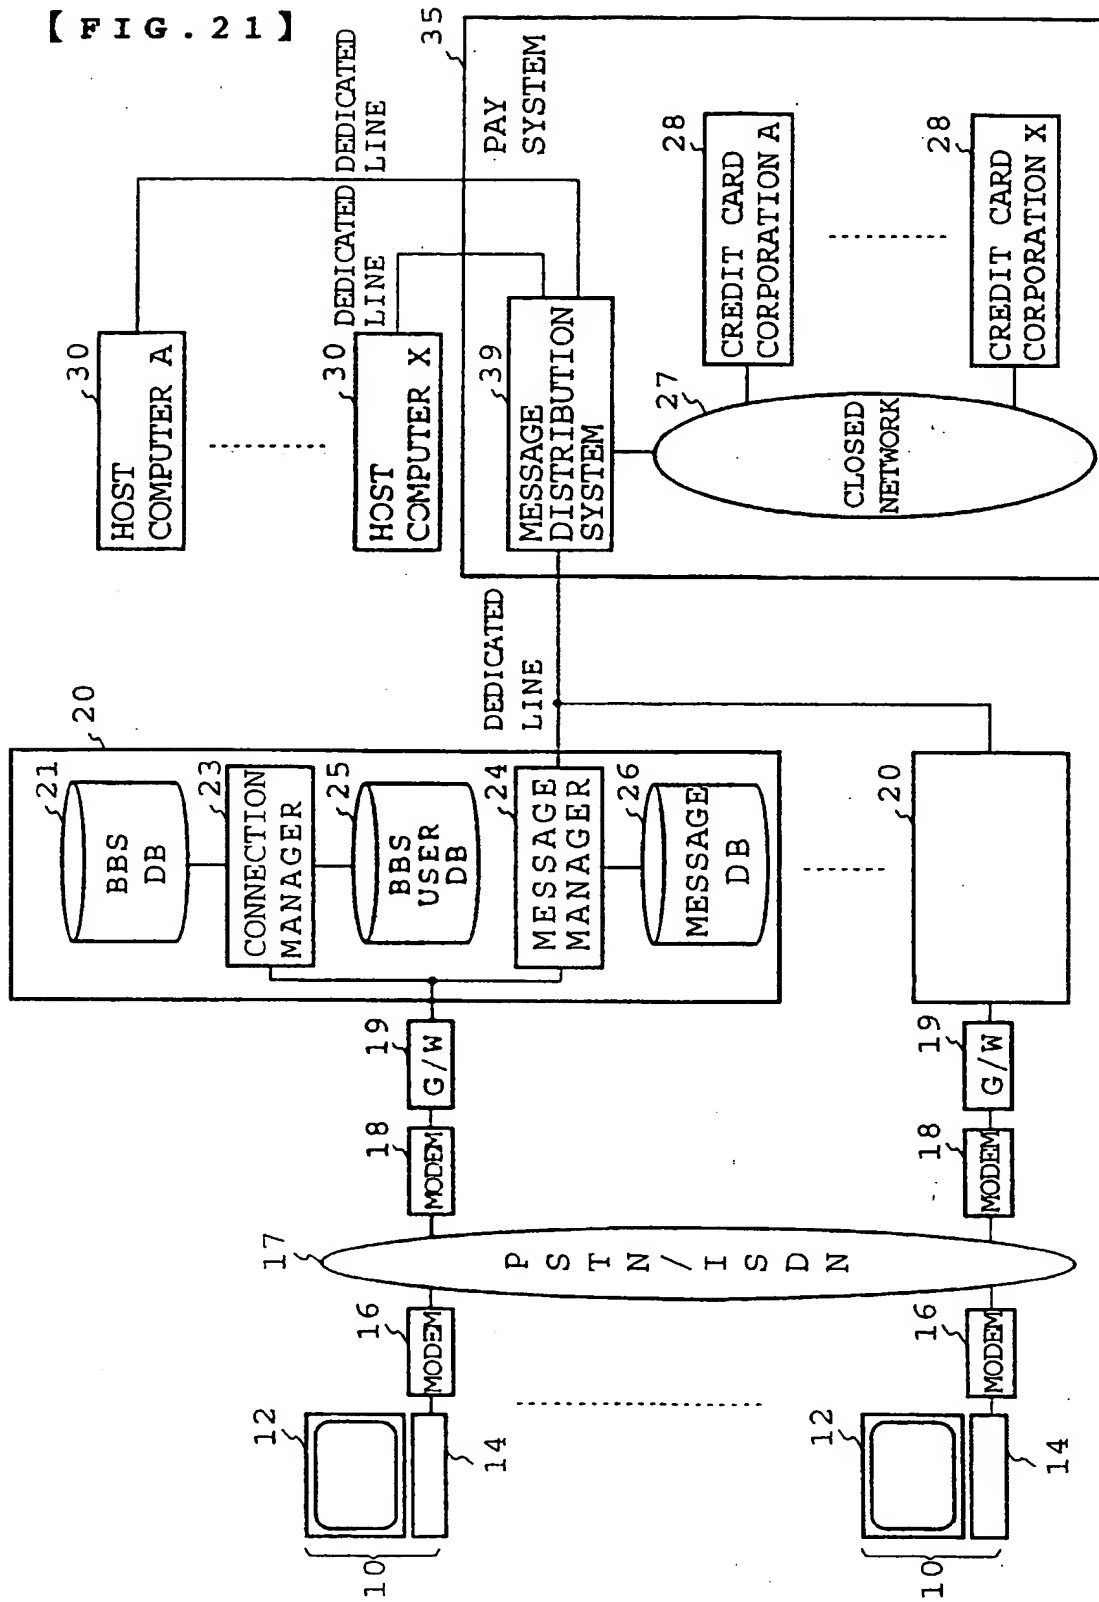 【FIG.21】
30
HOST
COMPUTER A
30
HOST
COMPUTER X
DEDICATED
LINE
DEDICATED
LINE
35
PAY
SYSTEM
39
MESSAGE
DISTRIBUTION
SYSTEM
27
CLOSED
NETWORK
28
CREDIT CARD
CORPORATION A
28
CREDIT CARD
CORPORATION X
DEDICATED
LINE
20
21
BBS
DB
23
CONNECTION
MANAGER
25
BBS
USER
DB
24
MESSAGE
MANAGER
26
MESSAGE
DB
20
19
G/W
19
G/W
18
MODEM
18
MODEM
17
PSTN/ISDN
16
MODEM
16
MODEM
12
14
10
12
14
10